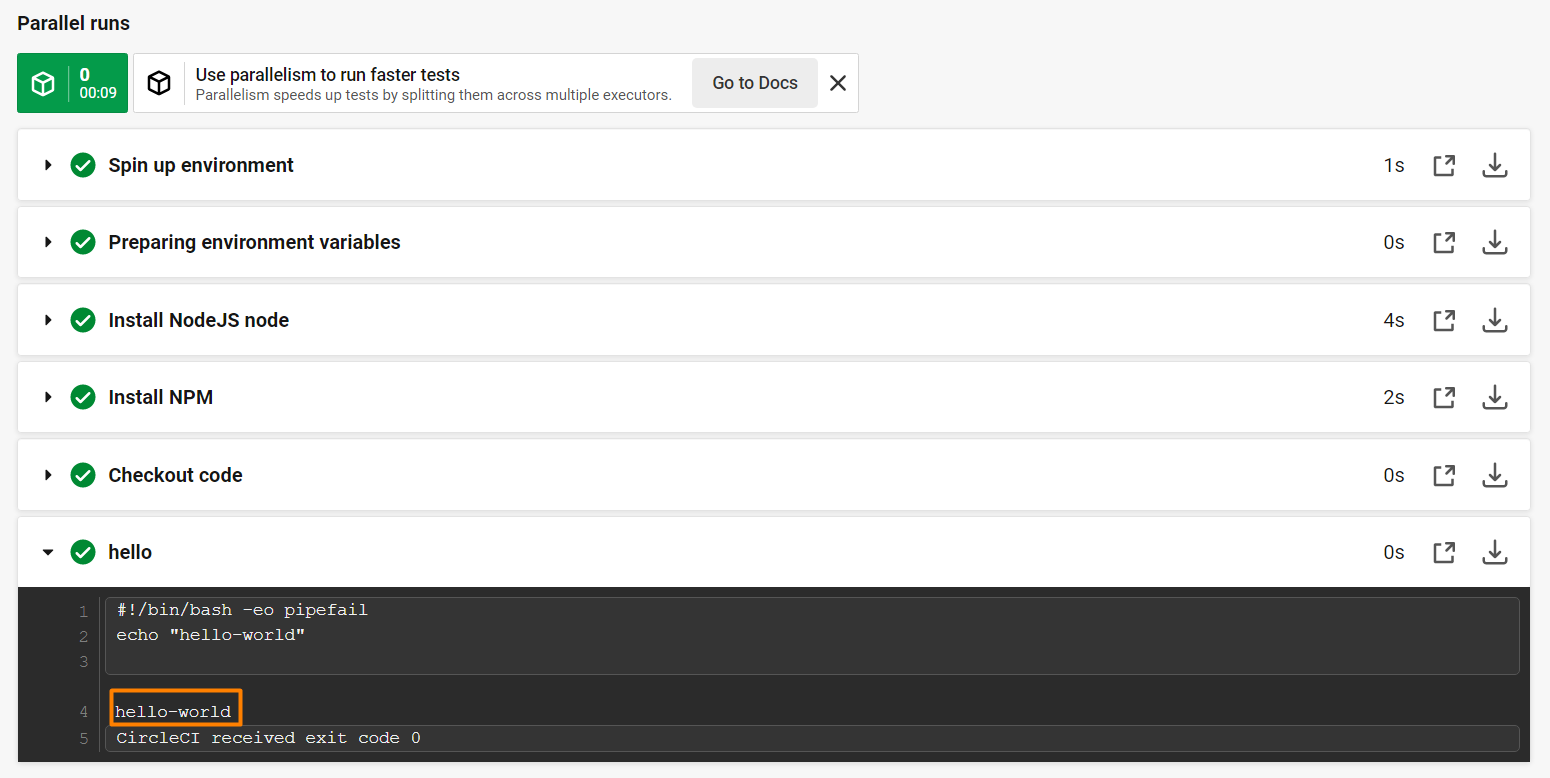 Parallel runs
0
00:09
Use parallelism to run faster tests
Parallelism speeds up tests by splitting them across multiple executors.
Go to Docs
Spin up environment 1s
Preparing environment variables 0s
Install NodeJS node 4s
Install NPM 2s
Checkout code 0s
hello 0s
1 #!/bin/bash -eo pipefail
2 echo "hello-world"
3
4 hello-world
5 CircleCI received exit code 0